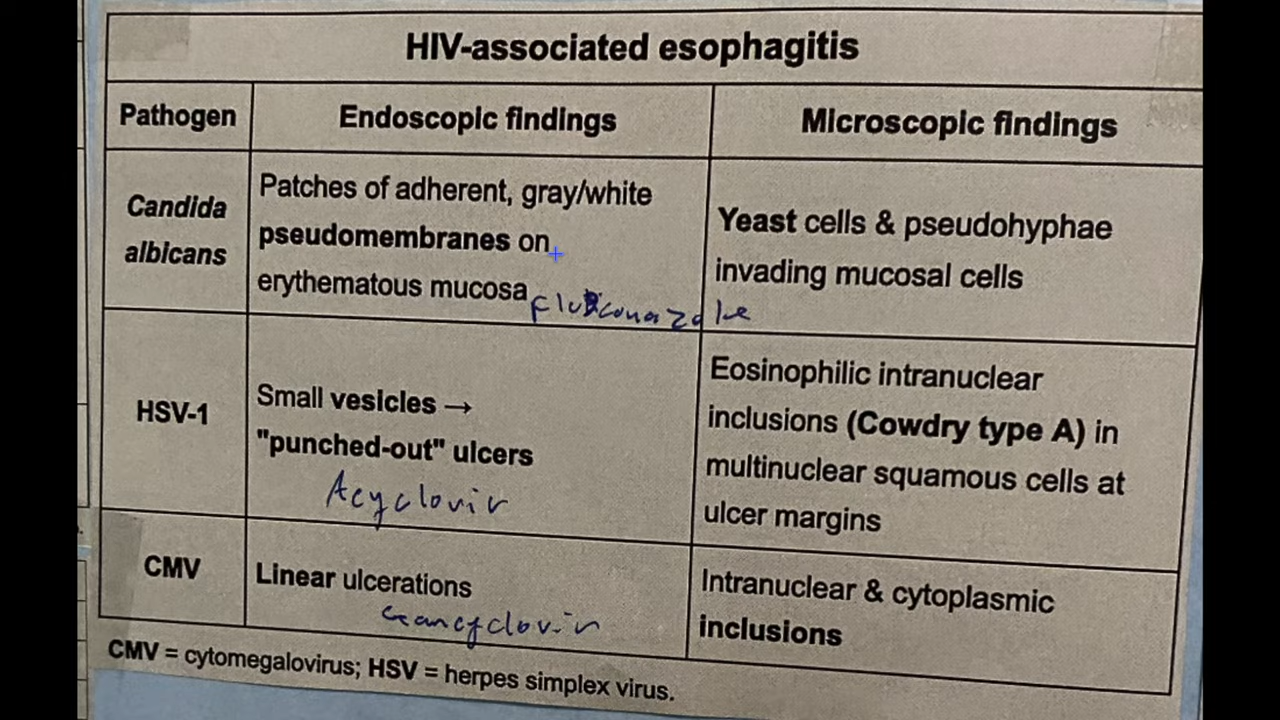 HIV-associated esophagitis
Pathogen
Endoscopic findings
Microscopic findings
Candida
albicans
Patches of adherent, gray/white
pseudomembranes on
erythematous mucosa
Fluconazole
Yeast cells & pseudohyphae
invading mucosal cells
HSV-1
Small vesicles →
"punched-out" ulcers
Acyclovir
Eosinophilic intranuclear
inclusions (Cowdry type A) in
multinuclear squamous cells at
ulcer margins
CMV
Linear ulcerations
Gancyclovir
Intranuclear & cytoplasmic
inclusions
CMV = cytomegalovirus; HSV = herpes simplex virus.